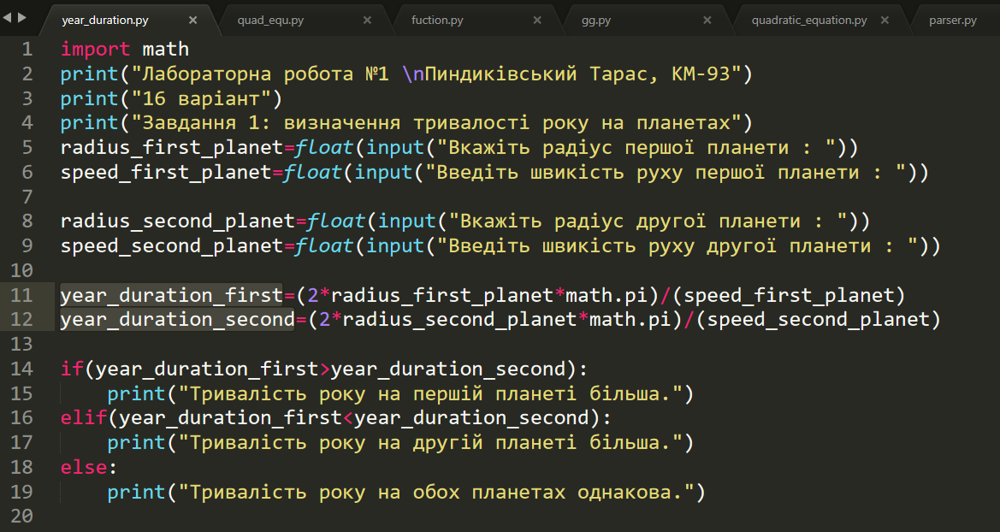 year_duration.py × quad_equ.py × fuction.py × gg.py × quadratic_equation.py × parser.py
1 import math
2 print("Лабораторна робота №1 \nПиндиківський Тарас, КМ-93")
3 print("16 варіант")
4 print("Завдання 1: визначення тривалості року на планетах")
5 radius_first_planet=float(input("Вкажіть радіус першої планети : "))
6 speed_first_planet=float(input("Введіть швикість руху першої планети : "))
7
8 radius_second_planet=float(input("Вкажіть радіус другої планети : "))
9 speed_second_planet=float(input("Введіть швикість руху другої планети : "))
10
11 year_duration_first=(2*radius_first_planet*math.pi)/(speed_first_planet)
12 year_duration_second=(2*radius_second_planet*math.pi)/(speed_second_planet)
13
14 if(year_duration_first>year_duration_second):
15     print("Тривалість року на першій планеті більша.")
16 elif(year_duration_first<year_duration_second):
17     print("Тривалість року на другій планеті більша.")
18 else:
19     print("Тривалість року на обох планетах однакова.")
20